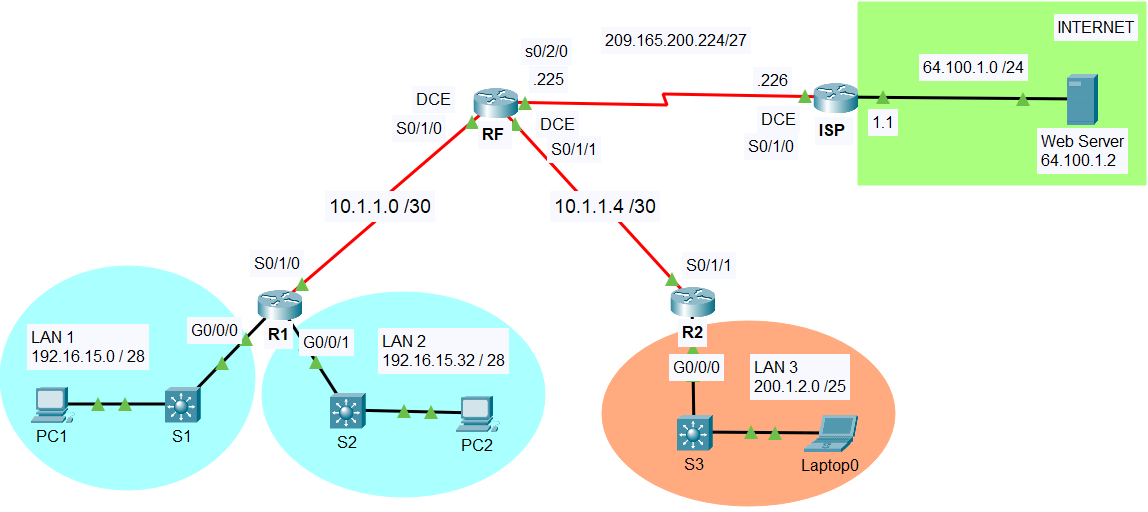 INTERNET
209.165.200.224/27
s0/2/0
.225
.226
64.100.1.0 /24
DCE
S0/1/0
RF
DCE
S0/1/1
DCE
S0/1/0
ISP
1.1
Web Server
64.100.1.2
10.1.1.0 /30
10.1.1.4 /30
S0/1/0
S0/1/1
R1
R2
LAN 1
192.16.15.0 / 28
G0/0/0
G0/0/1
LAN 2
192.16.15.32 / 28
G0/0/0
LAN 3
200.1.2.0 /25
PC1
S1
S2
PC2
S3
Laptop0